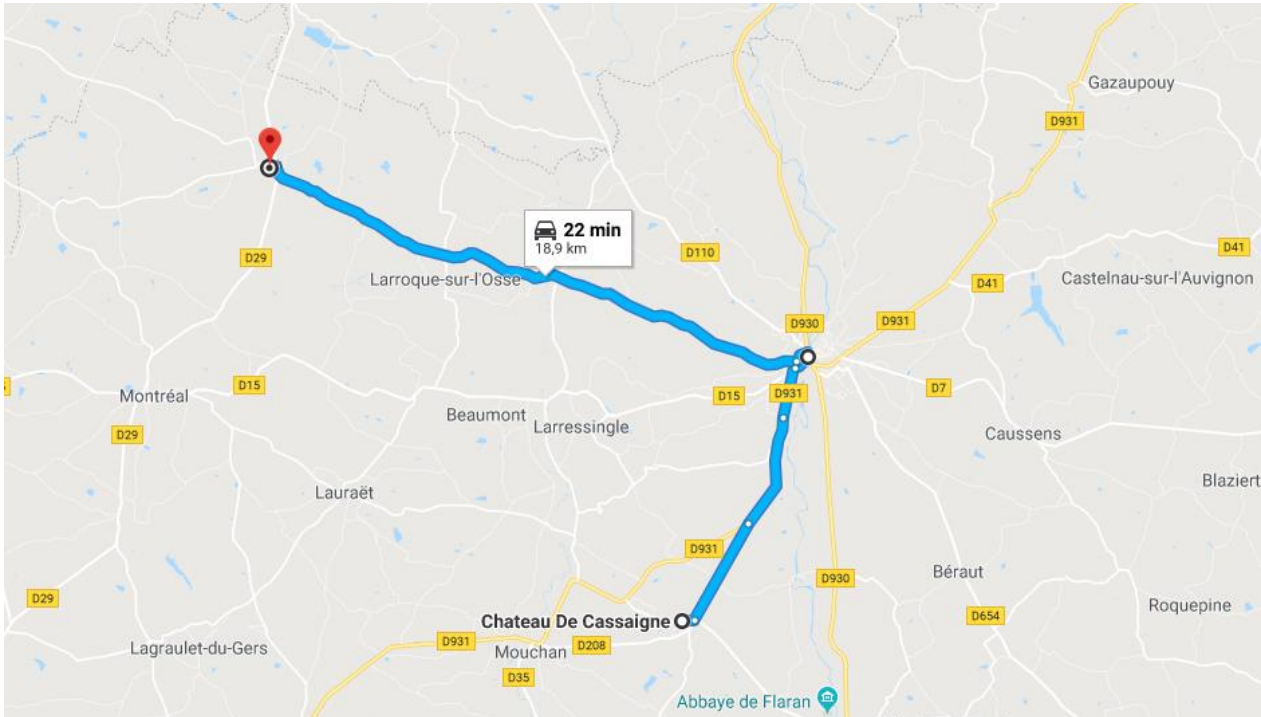 Gazaupouy
D931
D29
22 min
18,9 km
Larroque-sur-l'Osse
D110
D41
D41
Castelnau-sur-l'Auvignon
D930
D931
Montréal
D15
D931
D15
D7
Beaumont
Larressingle
D29
Caussens
Lauraët
Blaziert
D931
D29
D930
Béraut
Roquepine
Chateau De Cassaigne
D654
Lagraulet-du-Gers
D931
Mouchan
D208
D35
Abbaye de Flaran